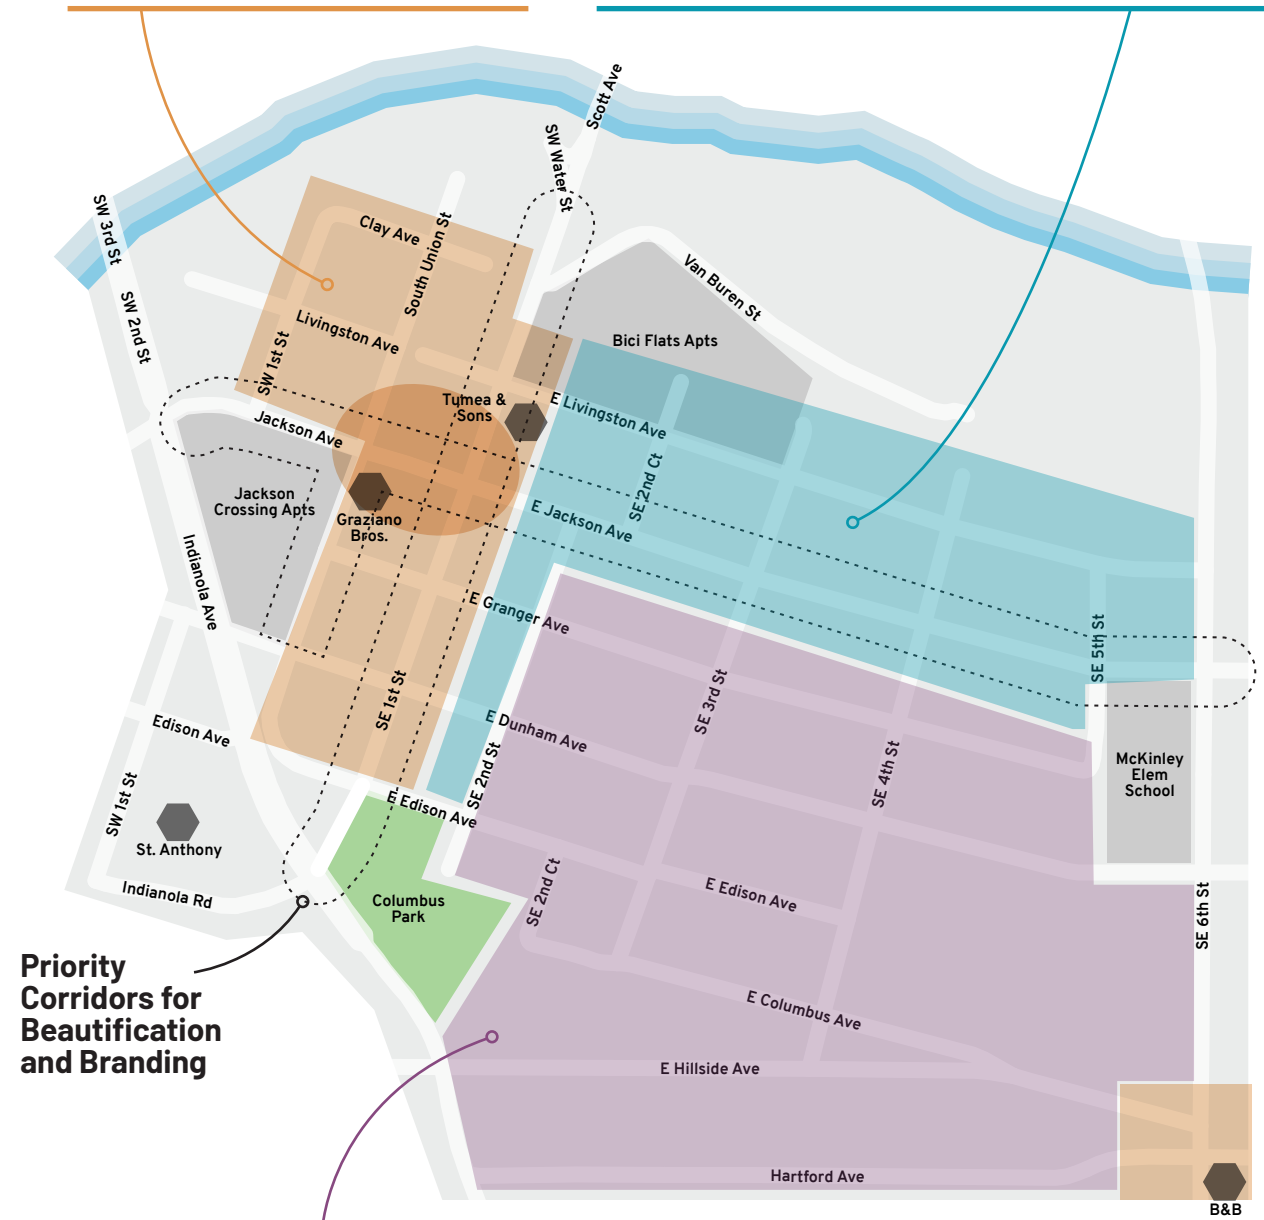 Scott Ave
SW Water St
SW 3rd St
Clay Ave
South Union St
Van Buren St
SW 2nd St
Livingston Ave
SW 1st St
Bici Flats Apts
Tumea &
Sons
E Livingston Ave
Jackson Ave
SE 2nd Ct
Jackson
Crossing Apts
Graziano
Bros.
E Jackson Ave
Indianola Ave
E Granger Ave
SE 5th St
SE 1st St
SE 3rd St
Edison Ave
E Dunham Ave
SE 2nd St
SE 4th St
McKinley
Elem
School
SW 1st St
E Edison Ave
St. Anthony
Indianola Rd
Columbus
Park
SE 2nd Ct
E Edison Ave
SE 6th St
Priority
Corridors for
Beautification
and Branding
E Columbus Ave
E Hillside Ave
Hartford Ave
B&B